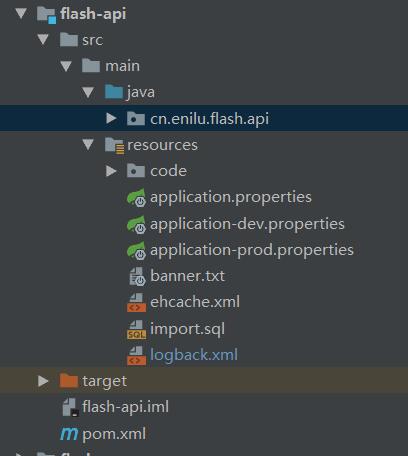 flash-api
src
main
java
cn.enilu.flash.api
resources
code
application.properties
application-dev.properties
application-prod.properties
banner.txt
ehcache.xml
import.sql
logback.xml
target
flash-api.iml
pom.xml